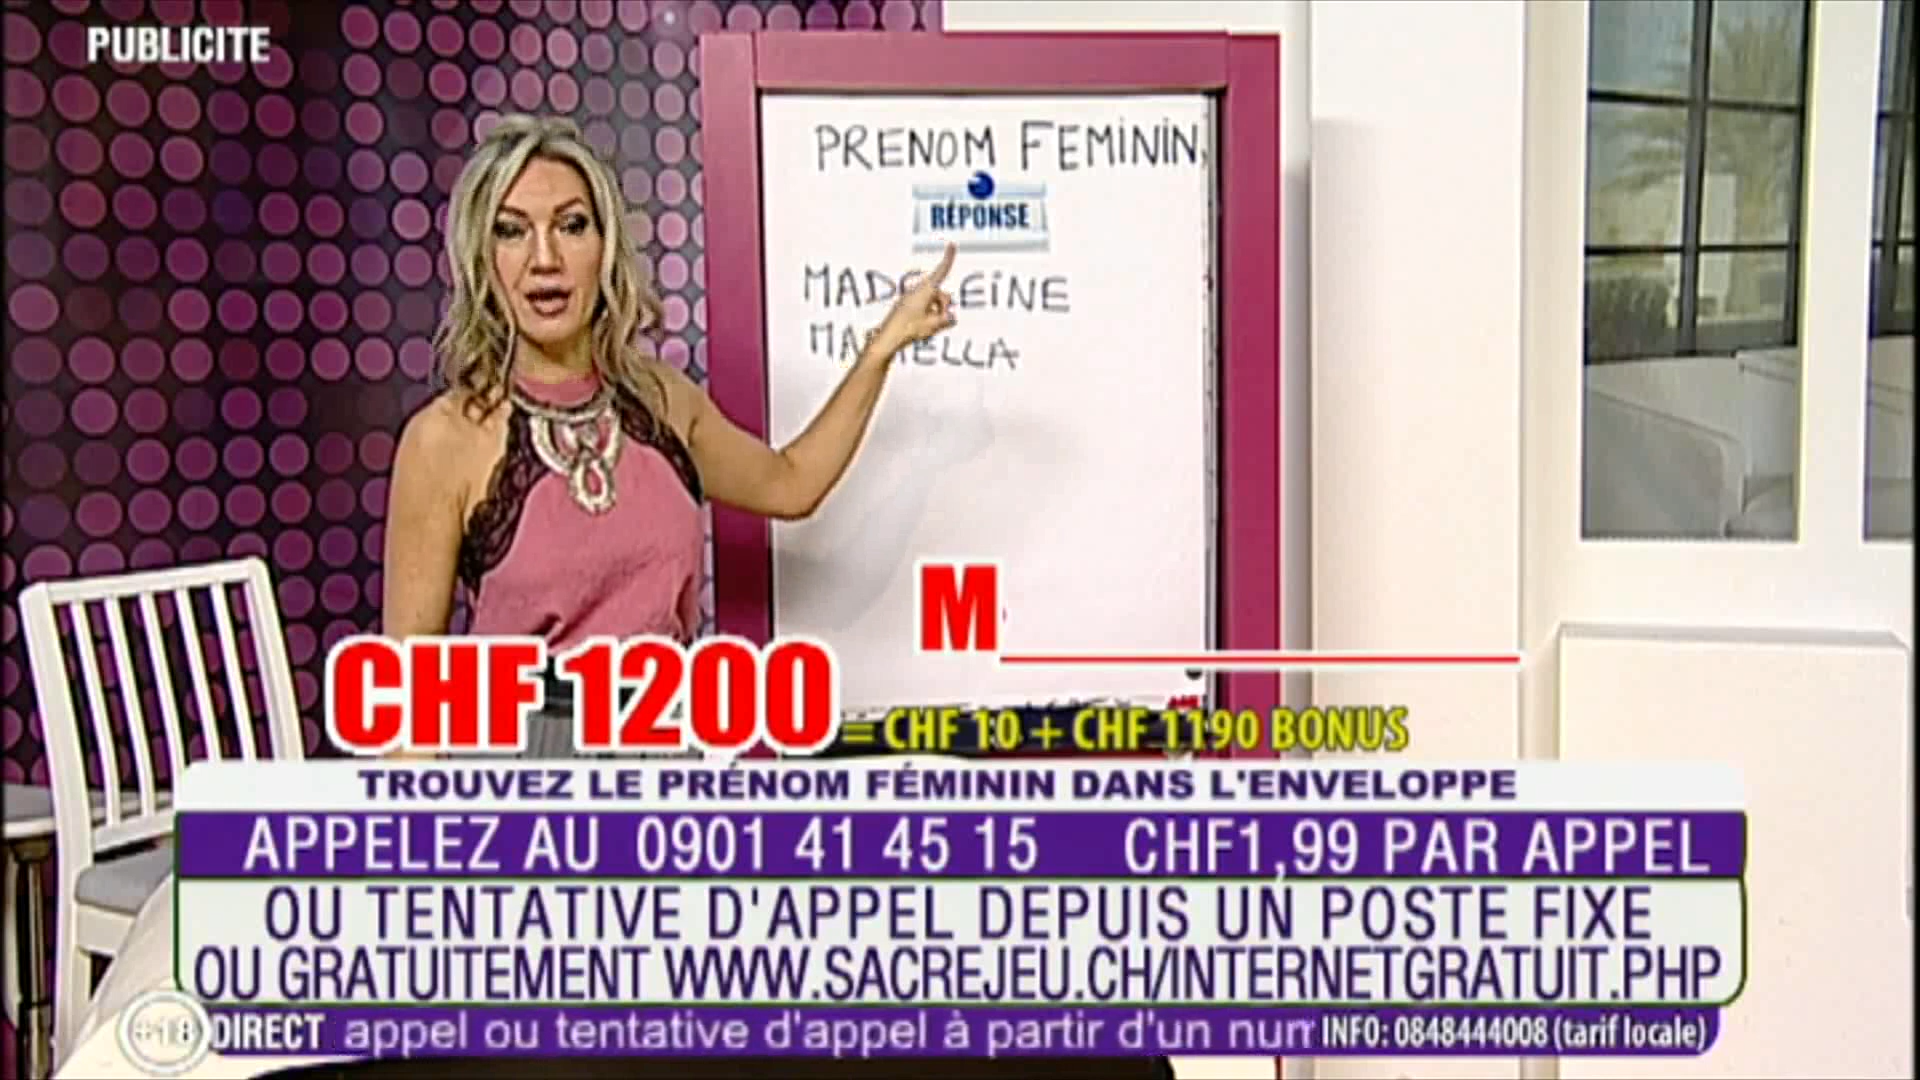 PUBLICITE
PRENOM FEMININ
RÉPONSE
MADELEINE
M
CHF 1200
= CHF 10 + CHF 1190 BONUS
TROUVEZ LE PRÉNOM FÉMININ DANS L'ENVELOPPE
APPELEZ AU 0901 41 45 15 CHF1,99 PAR APPEL
OU TENTATIVE D'APPEL DEPUIS UN POSTE FIXE
OU GRATUITEMENT WWW.SACREJEU.CH/INTERNETGRATUIT.PHP
+18 DIRECT appel ou tentative d'appel à partir d'un num INFO: 0848444008 (tarif locale)